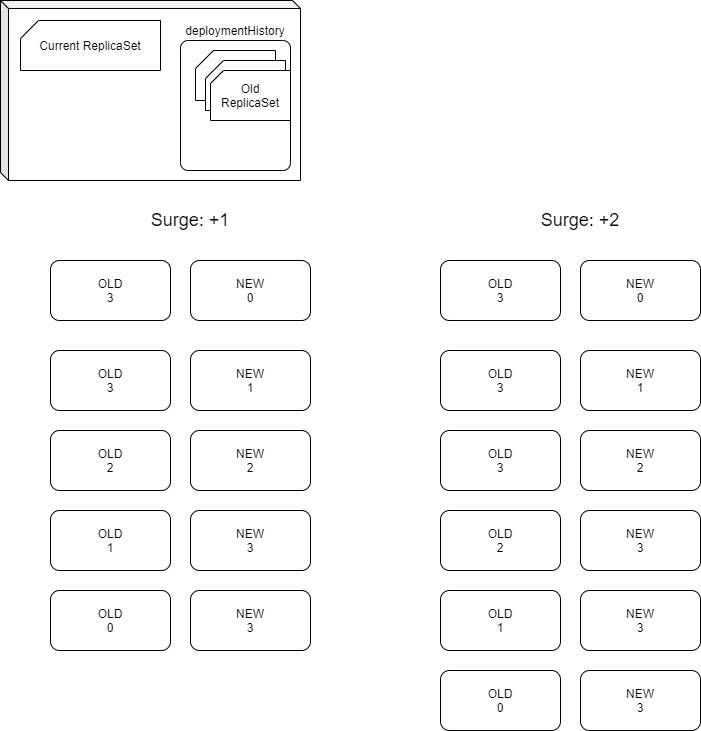 deploymentHistory
Current ReplicaSet
Old
ReplicaSet
Surge: +1
Surge: +2
OLD
3
NEW
0
OLD
3
NEW
0
OLD
3
NEW
1
OLD
3
NEW
1
OLD
2
NEW
2
OLD
3
NEW
2
OLD
1
NEW
3
OLD
2
NEW
3
OLD
0
NEW
3
OLD
1
NEW
3
OLD
0
NEW
3